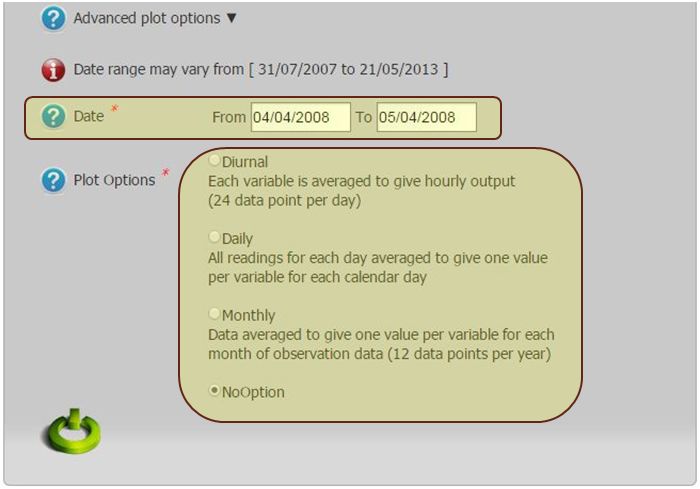 Advanced plot options ▼
Date range may vary from [ 31/07/2007 to 21/05/2013 ]
Date * From 04/04/2008 To 05/04/2008
Plot Options *
Diurnal
Each variable is averaged to give hourly output
(24 data point per day)
Daily
All readings for each day averaged to give one value
per variable for each calendar day
Monthly
Data averaged to give one value per variable for each
month of observation data (12 data points per year)
NoOption